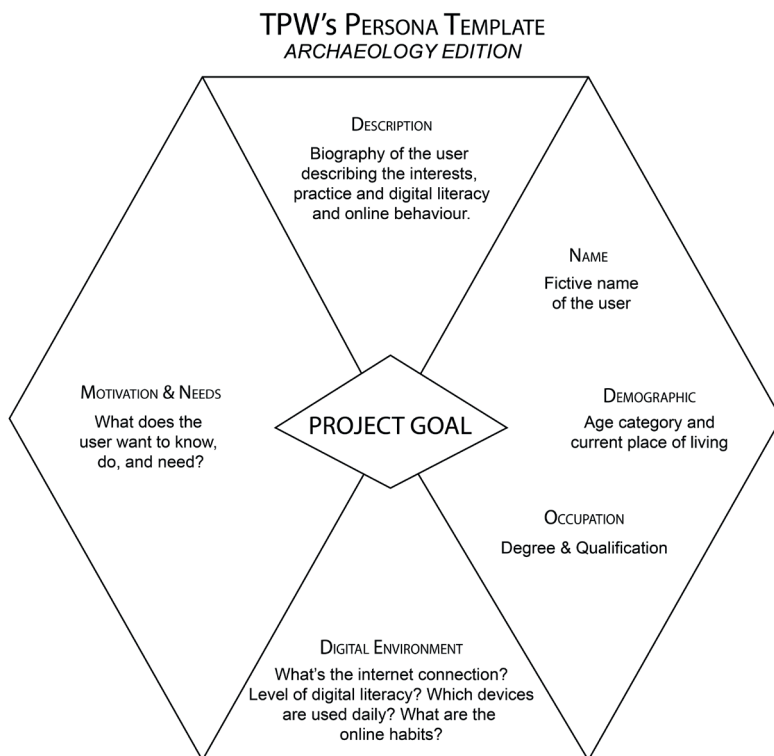 TPW's Persona Template
ARCHAEOLOGY EDITION
Description
Biography of the user
describing the interests,
practice and digital literacy
and online behaviour.
Name
Fictive name
of the user
Motivation & Needs
What does the
user want to know,
do, and need?
PROJECT GOAL
Demographic
Age category and
current place of living
Occupation
Degree & Qualification
Digital Environment
What's the internet connection?
Level of digital literacy? Which devices
are used daily? What are the
online habits?